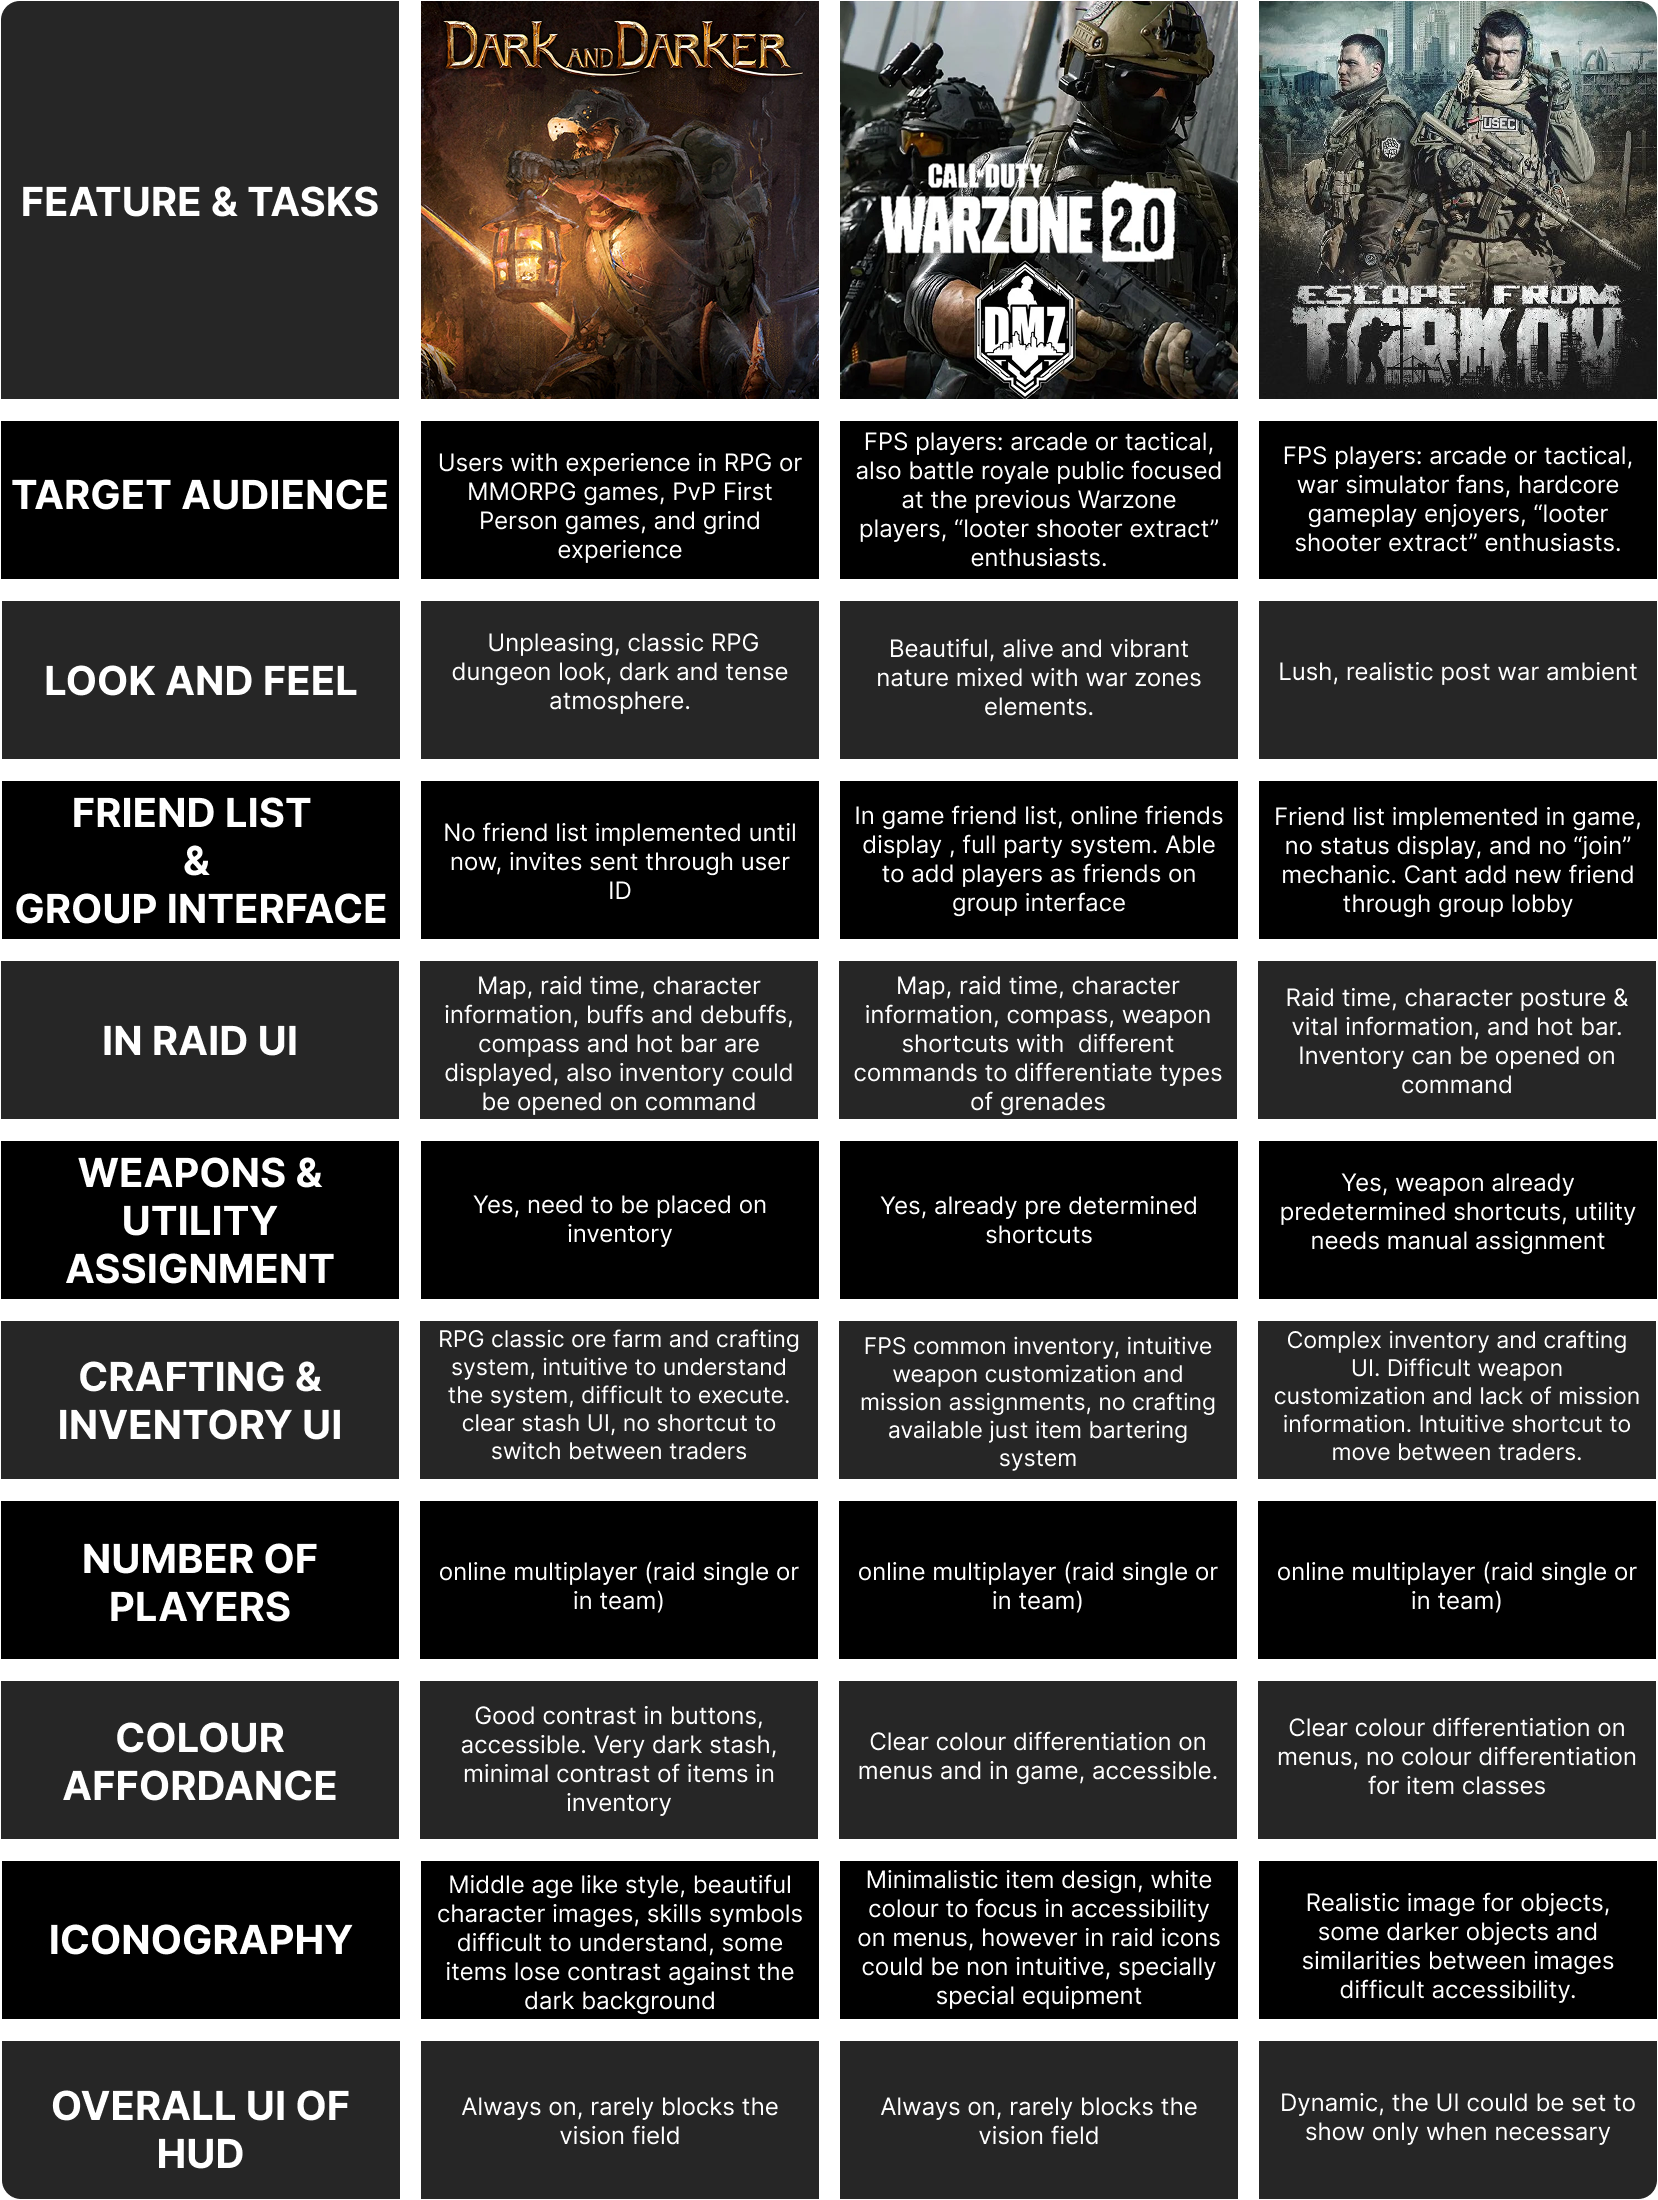 FEATURE & TASKS
DARK AND DARKER
CALL OF DUTY
WARZONE 2.0
DMZ
USEC
ESCAPE FROM
TARKOV
TARGET AUDIENCE
Users with experience in RPG or
MMORPG games, PvP First
Person games, and grind
experience
FPS players: arcade or tactical,
also battle royale public focused
at the previous Warzone
players, “looter shooter extract”
enthusiasts.
FPS players: arcade or tactical,
war simulator fans, hardcore
gameplay enjoyers, “looter
shooter extract” enthusiasts.
LOOK AND FEEL
Unpleasing, classic RPG
dungeon look, dark and tense
atmosphere.
Beautiful, alive and vibrant
nature mixed with war zones
elements.
Lush, realistic post war ambient
FRIEND LIST
&
GROUP INTERFACE
No friend list implemented until
now, invites sent through user
ID
In game friend list, online friends
display , full party system. Able
to add players as friends on
group interface
Friend list implemented in game,
no status display, and no “join”
mechanic. Cant add new friend
through group lobby
IN RAID UI
Map, raid time, character
information, buffs and debuffs,
compass and hot bar are
displayed, also inventory could
be opened on command
Map, raid time, character
information, compass, weapon
shortcuts with  different
commands to differentiate types
of grenades
Raid time, character posture &
vital information, and hot bar.
Inventory can be opened on
command
WEAPONS &
UTILITY
ASSIGNMENT
Yes, need to be placed on
inventory
Yes, already pre determined
shortcuts
Yes, weapon already
predetermined shortcuts, utility
needs manual assignment
CRAFTING &
INVENTORY UI
RPG classic ore farm and crafting
system, intuitive to understand
the system, difficult to execute.
clear stash UI, no shortcut to
switch between traders
FPS common inventory, intuitive
weapon customization and
mission assignments, no crafting
available just item bartering
system
Complex inventory and crafting
UI. Difficult weapon
customization and lack of mission
information. Intuitive shortcut to
move between traders.
NUMBER OF
PLAYERS
online multiplayer (raid single or
in team)
online multiplayer (raid single or
in team)
online multiplayer (raid single or
in team)
COLOUR
AFFORDANCE
Good contrast in buttons,
accessible. Very dark stash,
minimal contrast of items in
inventory
Clear colour differentiation on
menus and in game, accessible.
Clear colour differentiation on
menus, no colour differentiation
for item classes
ICONOGRAPHY
Middle age like style, beautiful
character images, skills symbols
difficult to understand, some
items lose contrast against the
dark background
Minimalistic item design, white
colour to focus in accessibility
on menus, however in raid icons
could be non intuitive, specially
special equipment
Realistic image for objects,
some darker objects and
similarities between images
difficult accessibility.
OVERALL UI OF
HUD
Always on, rarely blocks the
vision field
Always on, rarely blocks the
vision field
Dynamic, the UI could be set to
show only when necessary